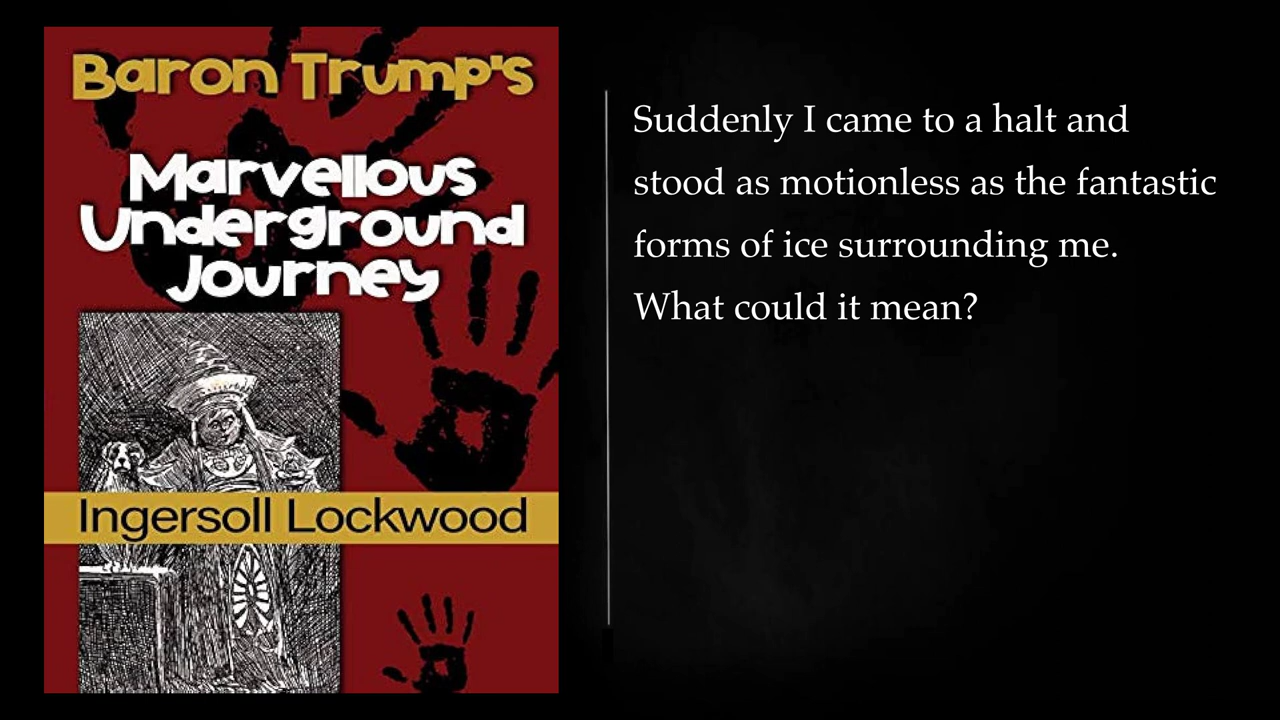 Baron Trump's
Marvellous
Underground
Journey
Ingersoll Lockwood
Suddenly I came to a halt and
stood as motionless as the fantastic
forms of ice surrounding me.
What could it mean?